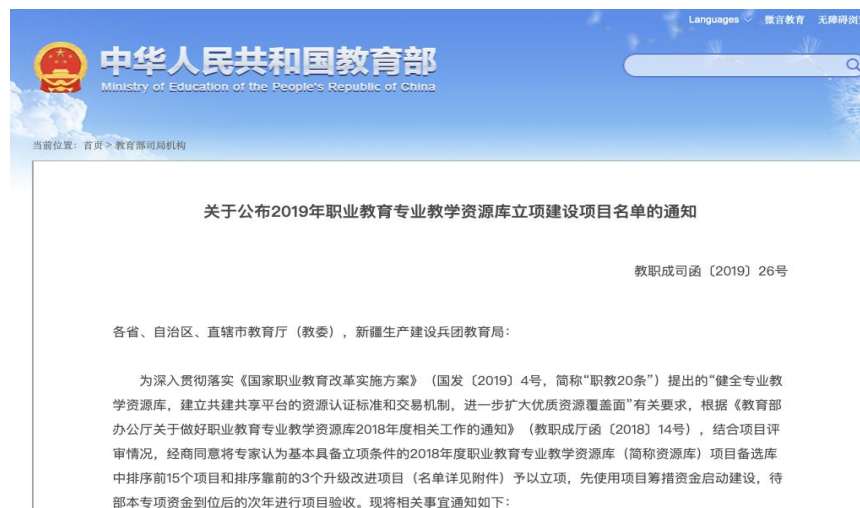 Languages 微言教育 无障碍浏
中华人民共和国教育部
Ministry of Education of the People's Republic of China
当前位置：首页 > 教育部司局机构
关于公布2019年职业教育专业教学资源库立项建设项目名单的通知
教职成司函〔2019〕26号
各省、自治区、直辖市教育厅（教委），新疆生产建设兵团教育局：
为深入贯彻落实《国家职业教育改革实施方案》（国发〔2019〕4号，简称“职教20条”）提出的“健全专业教
学资源库，建立共建共享平台的资源认证标准和交易机制，进一步扩大优质资源覆盖面”有关要求，根据《教育部
办公厅关于做好职业教育专业教学资源库2018年度相关工作的通知》（教职成厅函〔2018〕14号），结合项目评
审情况，经商同意将专家认为基本具备立项条件的2018年度职业教育专业教学资源库（简称资源库）项目备选库
中排序前15个项目和排序靠前的3个升级改进项目（名单详见附件）予以立项，先使用项目筹措资金启动建设，待
部本专项资金到位后的次年进行项目验收。现将相关事宜通知如下：